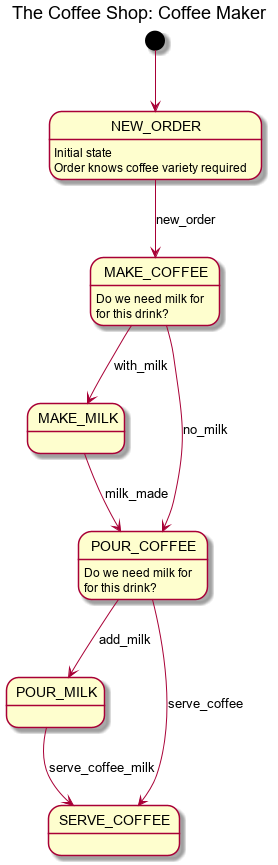 The Coffee Shop: Coffee Maker
NEW_ORDER
Initial state
Order knows coffee variety required
new_order
MAKE_COFFEE
Do we need milk for
for this drink?
with_milk
MAKE_MILK
no_milk
milk_made
POUR_COFFEE
Do we need milk for
for this drink?
add_milk
POUR_MILK
serve_coffee
serve_coffee_milk
SERVE_COFFEE